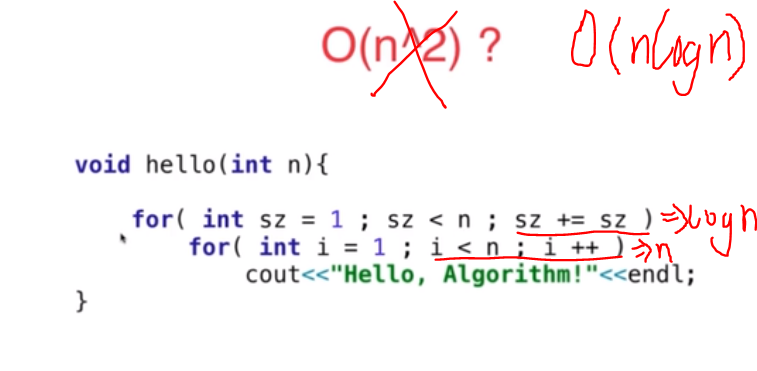 O(n^2) ? O(nlogn)
void hello(int n){
for( int sz = 1 ; sz < n ; sz += sz ) => logn
for( int i = 1 ; i < n ; i ++ ) => n
cout<<"Hello, Algorithm!"<<endl;
}